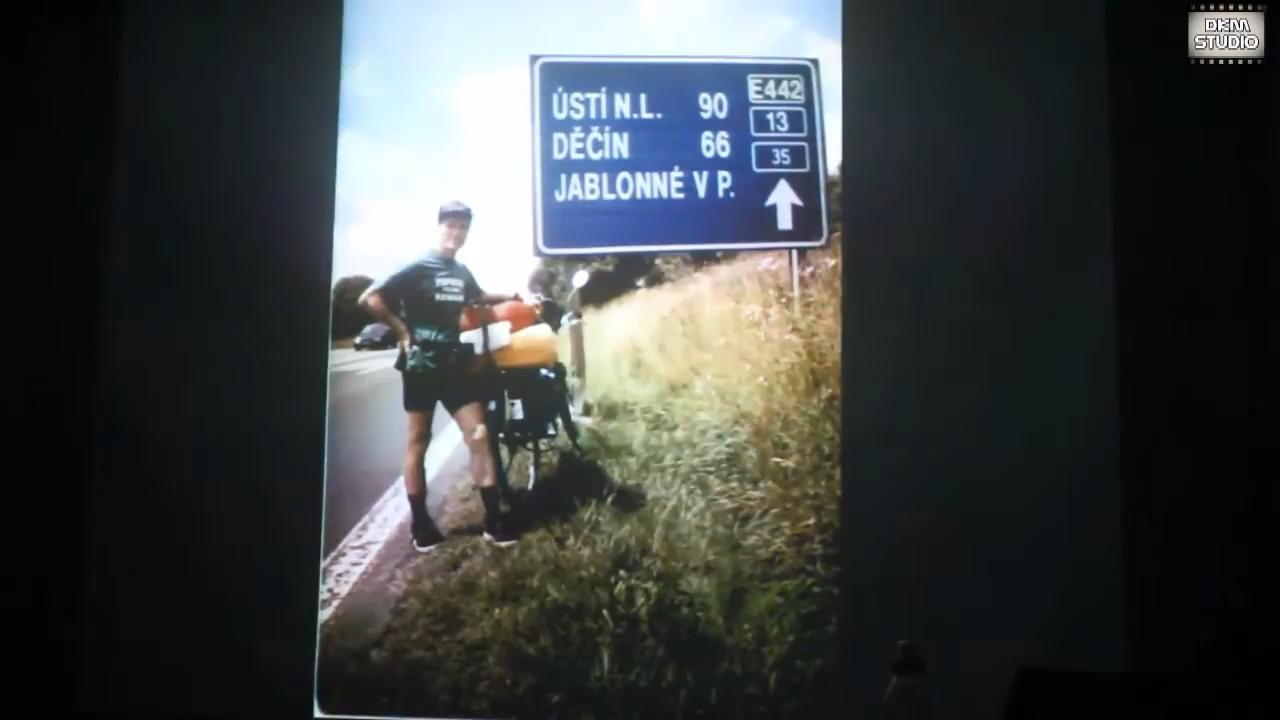 DKM
STUDIO
ÚSTÍ N.L. 90
DĚČÍN 66
JABLONNÉ V P.
E442
13
35